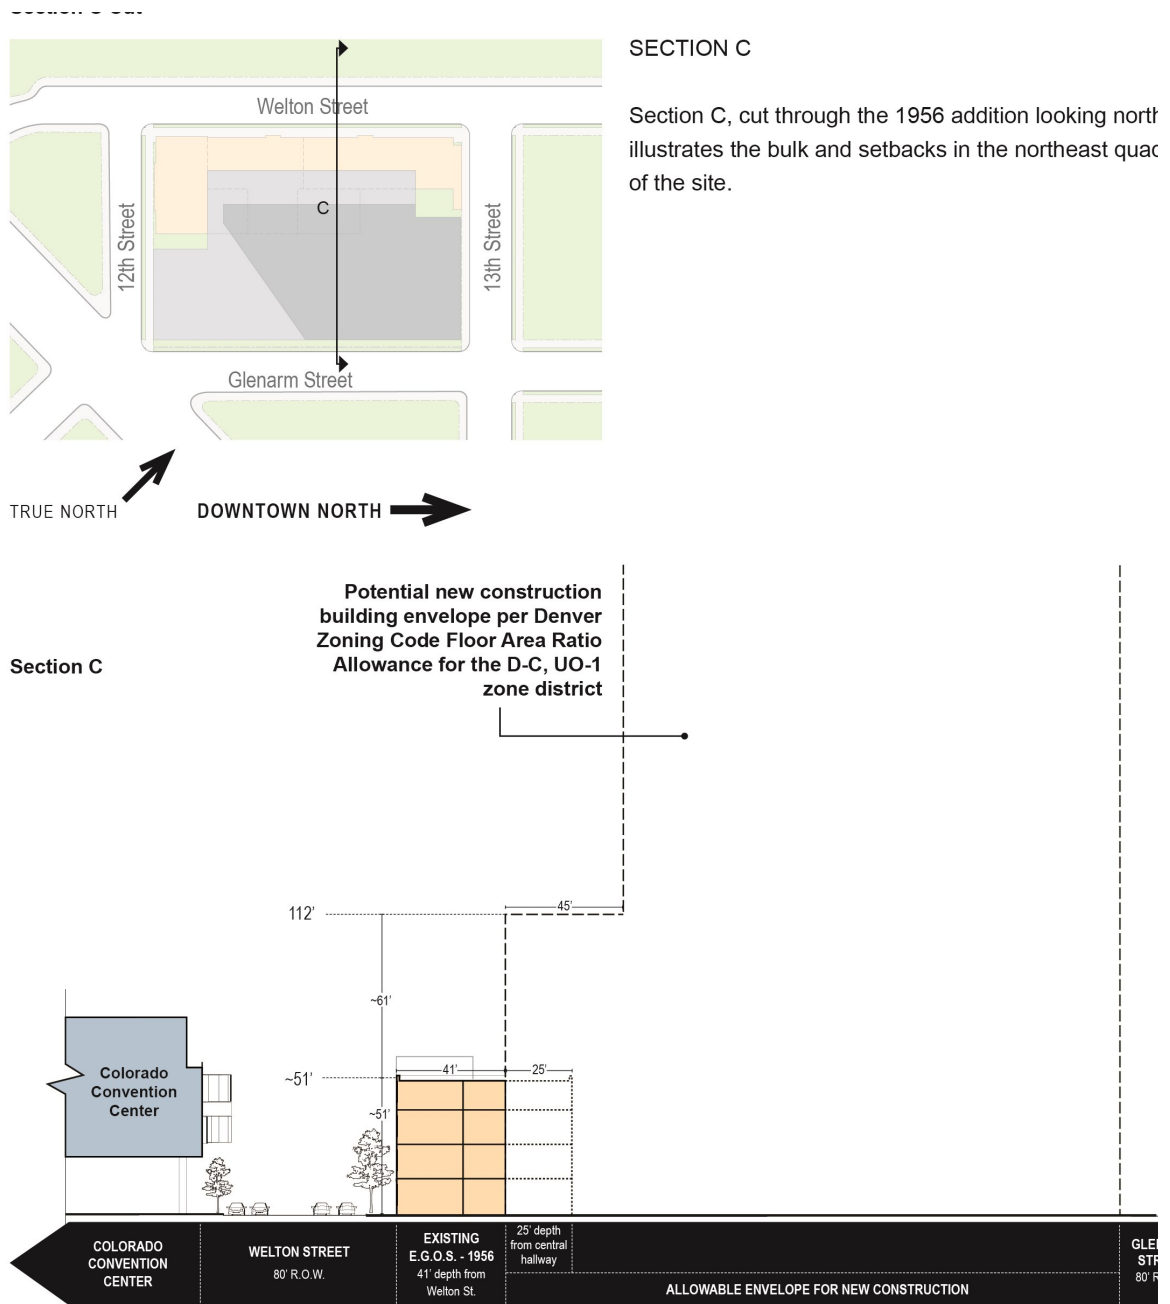 SECTION C
Section C, cut through the 1956 addition looking
illustrates the bulk and setbacks in the northeast
of the site.
Welton Street
12th Street
C
13th Street
Glenarm Street
TRUE NORTH
DOWNTOWN NORTH
Potential new construction
building envelope per Denver
Zoning Code Floor Area Ratio
Allowance for the D-C, UO-1
zone district
Section C
45'
112'
~61'
41'
25'
~51'
~51'
Colorado
Convention
Center
COLORADO
CONVENTION
CENTER
WELTON STREET
80' R.O.W.
EXISTING
E.G.O.S. - 1956
41' depth from
Welton St.
25' depth
from central
hallway
ALLOWABLE ENVELOPE FOR NEW CONSTRUCTION
80'